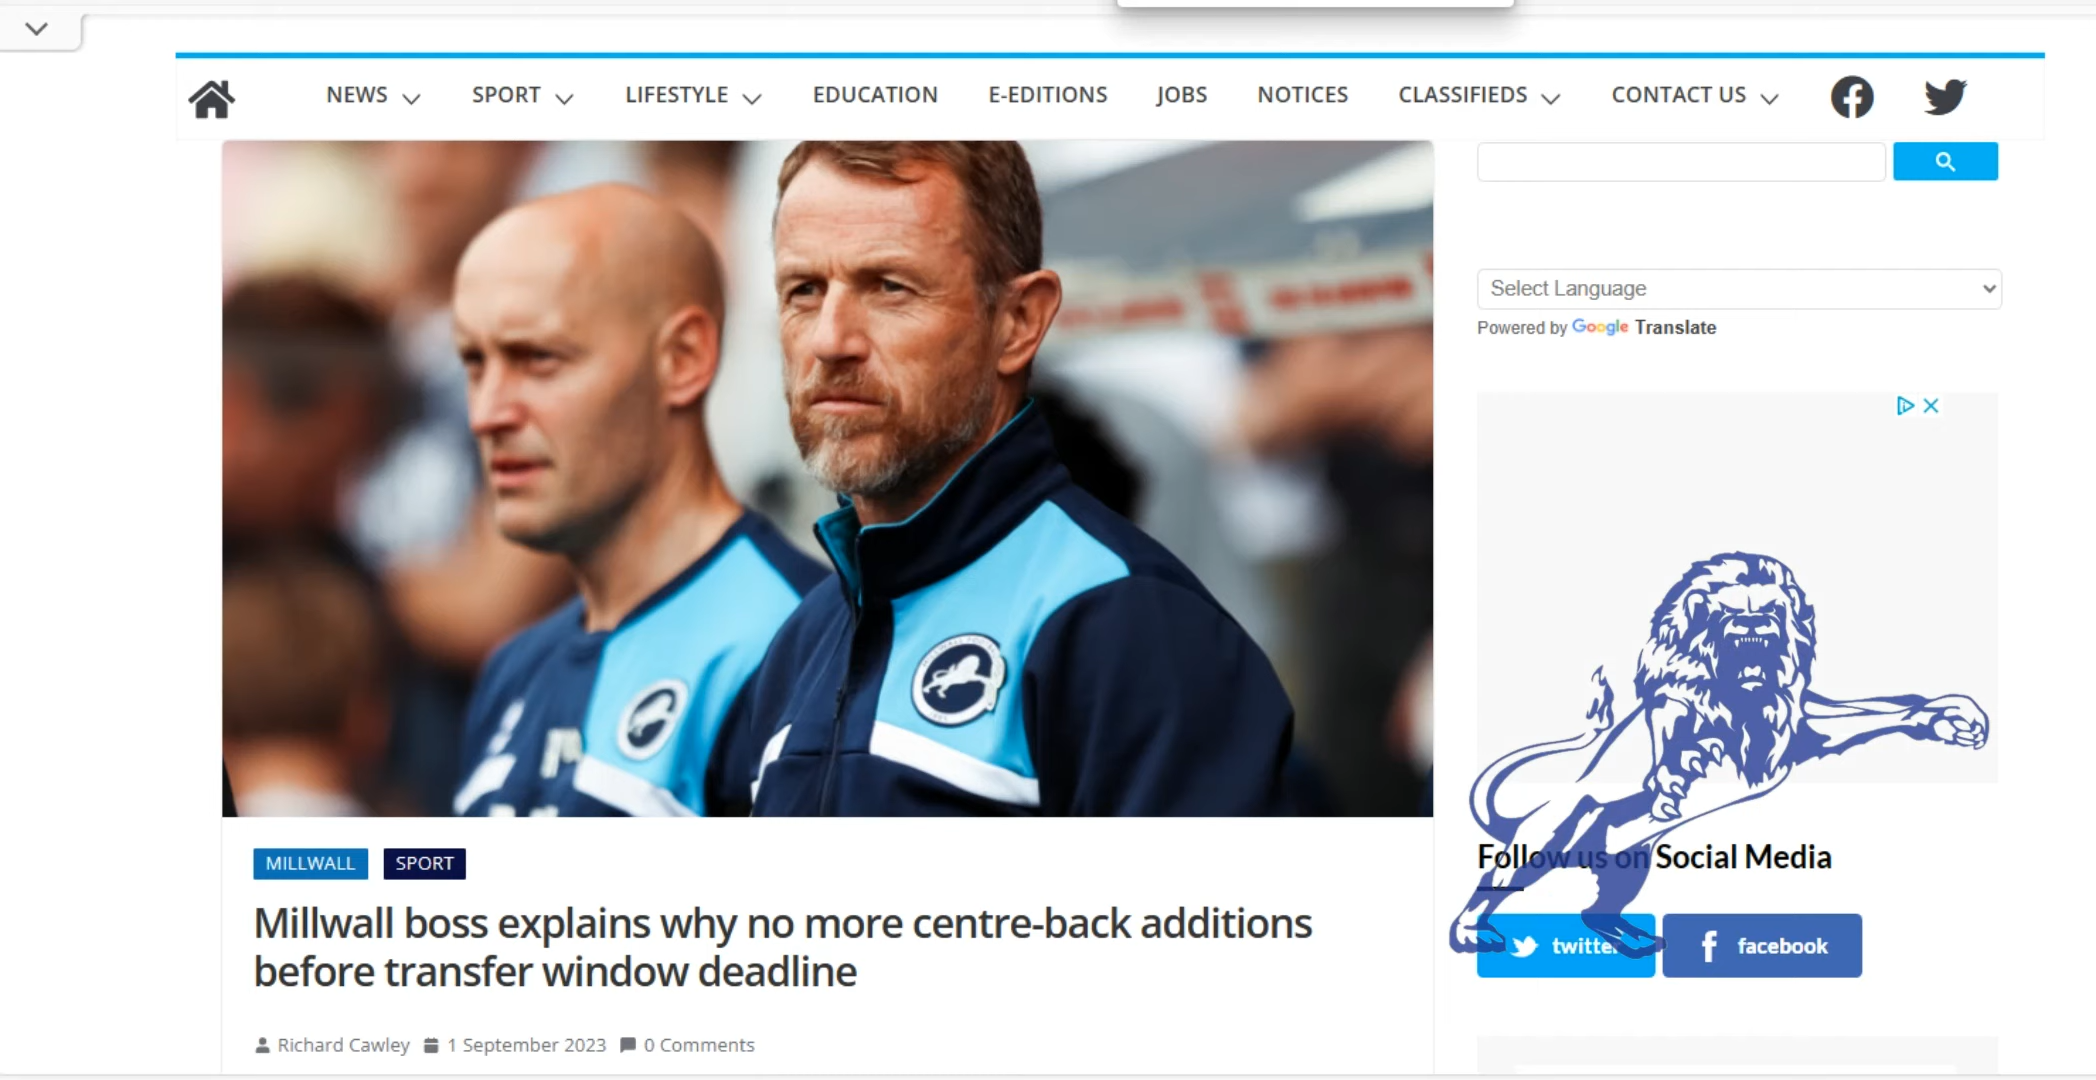 NEWS
SPORT
LIFESTYLE
EDUCATION
E-EDITIONS
JOBS
NOTICES
CLASSIFIEDS
CONTACT US
Select Language
Powered by Google Translate
MILLWALL
SPORT
Millwall boss explains why no more centre-back additions
before transfer window deadline
Richard Cawley 1 September 2023 0 Comments
Follow us on Social Media
twitter
facebook